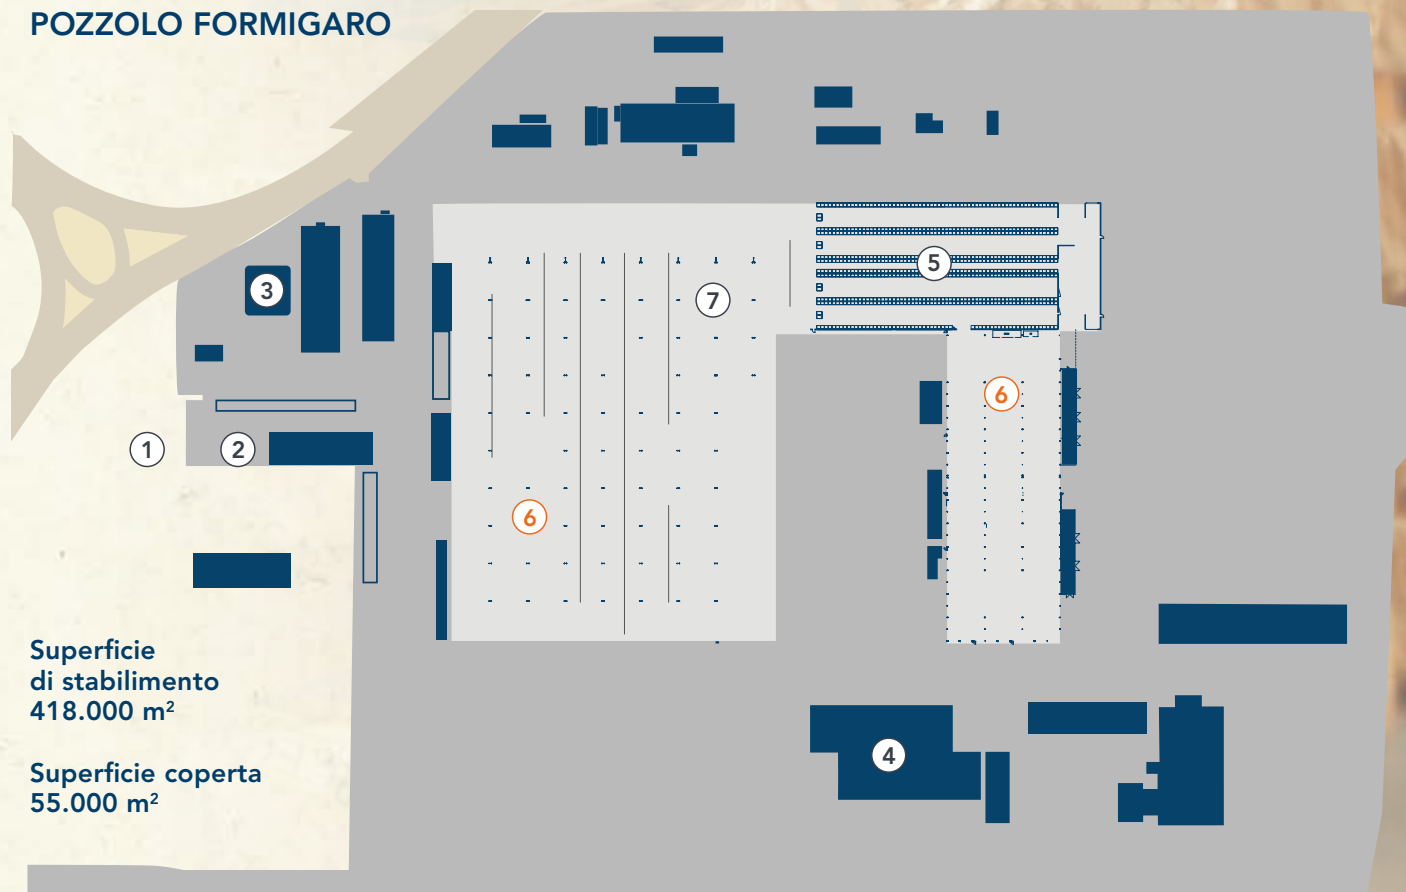 POZZOLO FORMIGARO
5
3
7
6
1
2
6
Superficie
di stabilimento
418.000 m²
4
Superficie coperta
55.000 m²